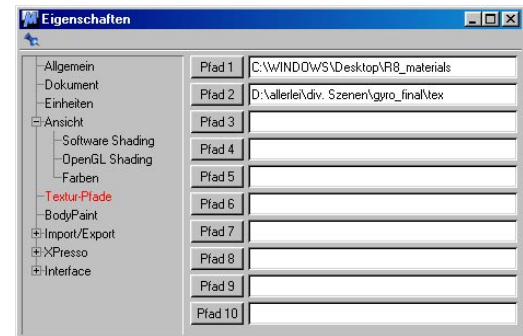 Eigenschaften
Allgemein
Dokument
Einheiten
Ansicht
Software Shading
OpenGL Shading
Farben
Textur-Pfade
BodyPaint
Import/Export
XPresso
Interface
Pfad 1 C:\WINDOWS\Desktop\R8_materials
Pfad 2 D:\allerlei\div. Szenen\gyro_final\tex
Pfad 3
Pfad 4
Pfad 5
Pfad 6
Pfad 7
Pfad 8
Pfad 9
Pfad 10